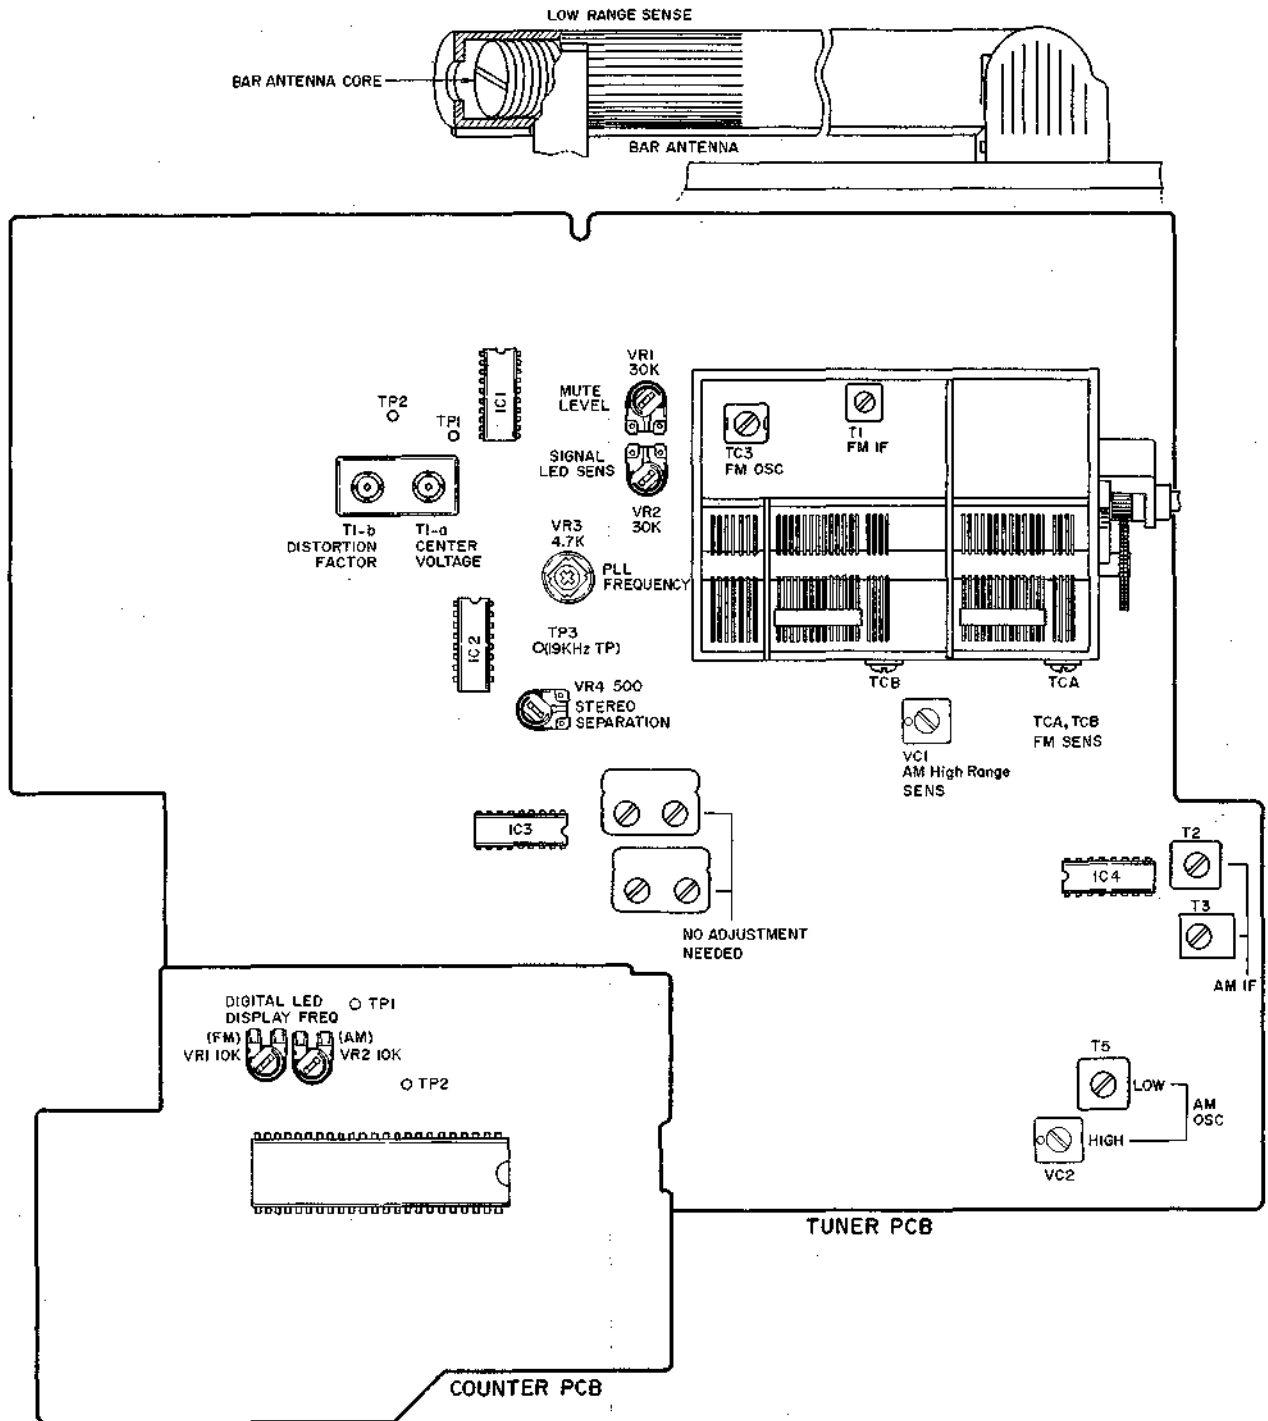 LOW RANGE SENSE
BAR ANTENNA CORE
BAR ANTENNA
VR1
30K
MUTE
LEVEL
IC1
TP2
TP1
SIGNAL
LED SENS
VR2
30K
TC3
FM OSC
T1
FM IF
T1-b
DISTORTION
FACTOR
T1-a
CENTER
VOLTAGE
VR3
4.7K
PLL
FREQUENCY
IC2
TP3
(19KHz TP)
VR4 500
STEREO
SEPARATION
TCB
TCA
TCA, TCB
FM SENS
VC1
AM High Range
SENS
IC3
NO ADJUSTMENT
NEEDED
IC4
T2
T3
AM IF
DIGITAL LED
DISPLAY FREQ
TP1
(FM)
VR1 10K
(AM)
VR2 10K
TP2
T5
LOW
AM
OSC
HIGH
VC2
TUNER PCB
COUNTER PCB